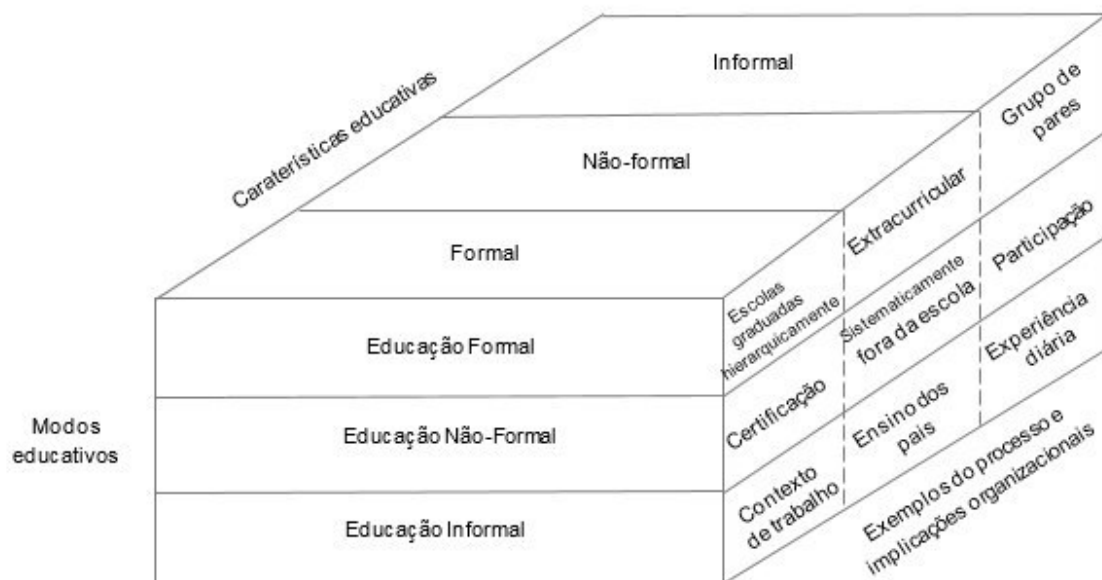 Informal
Caraterísticas educativas
Grupo de
pares
Não-formal
Extracurricular
Participação
Formal
Escolas
graduadas
hierarquicamente
Sistematicamente
fora da escola
Experiência
diária
Educação Formal
Certificação
Ensino dos
pais
Modos
educativos
Educação Não-Formal
Contexto
de trabalho
Exemplos do processo e
implicações organizacionais
Educação Informal